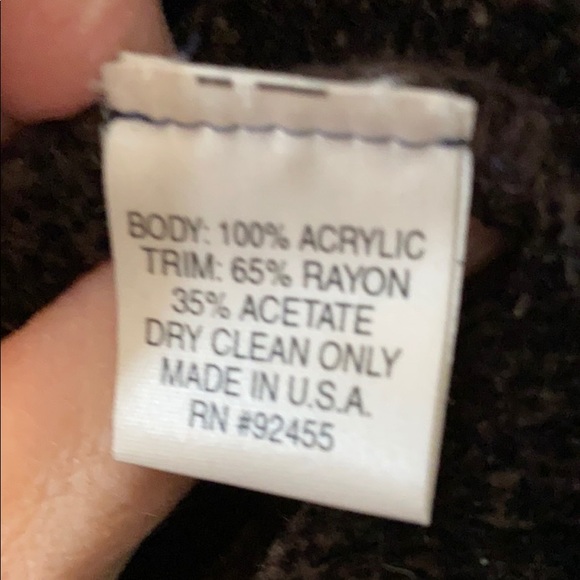 BODY: 100% ACRYLIC
TRIM: 65% RAYON
35% ACETATE
DRY CLEAN ONLY
MADE IN U.S.A.
RN #92455